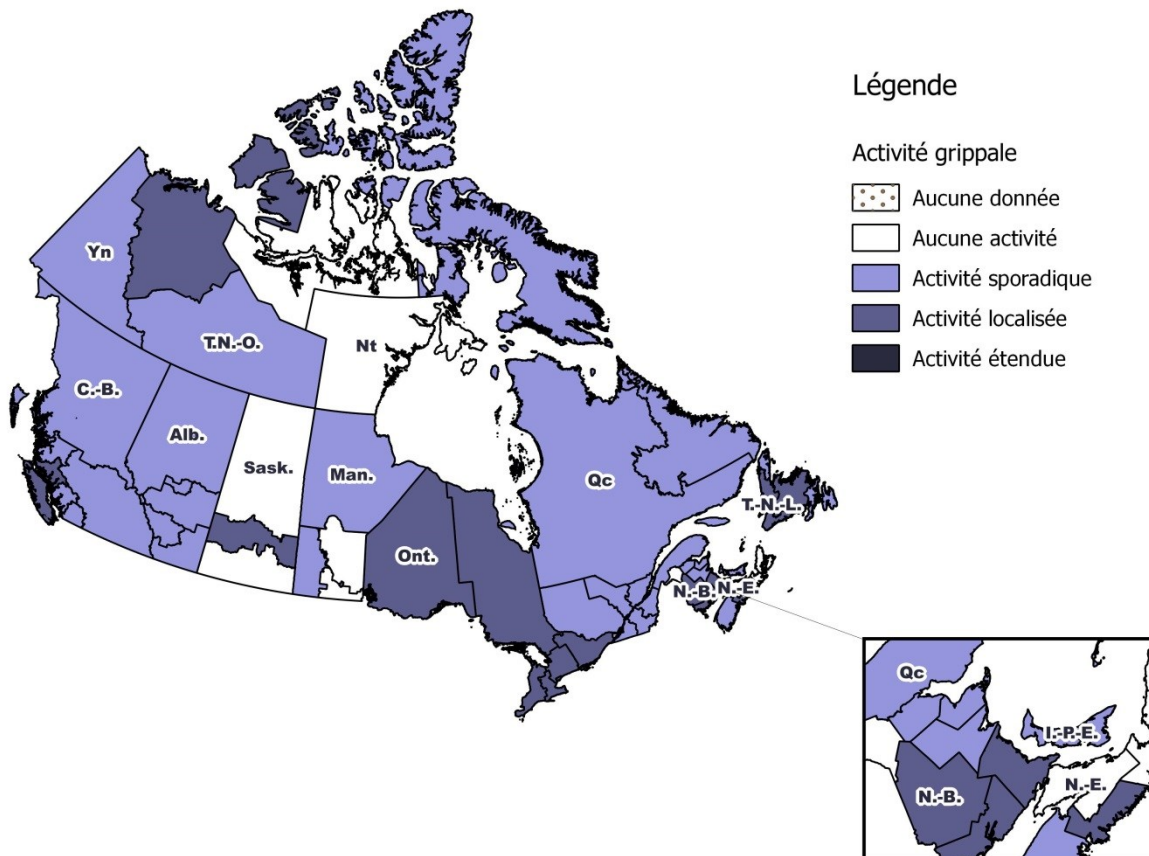 Légende
Activité grippale
Aucune donnée
Aucune activité
Activité sporadique
Activité localisée
Activité étendue
Yn
T.N.-O.
Nt
C.-B.
Alb.
Sask.
Man.
Ont.
Qc
T.-N.-L.
N.-B.
N.-E.
Qc
I.-P.-E.
N.-E.
N.-B.